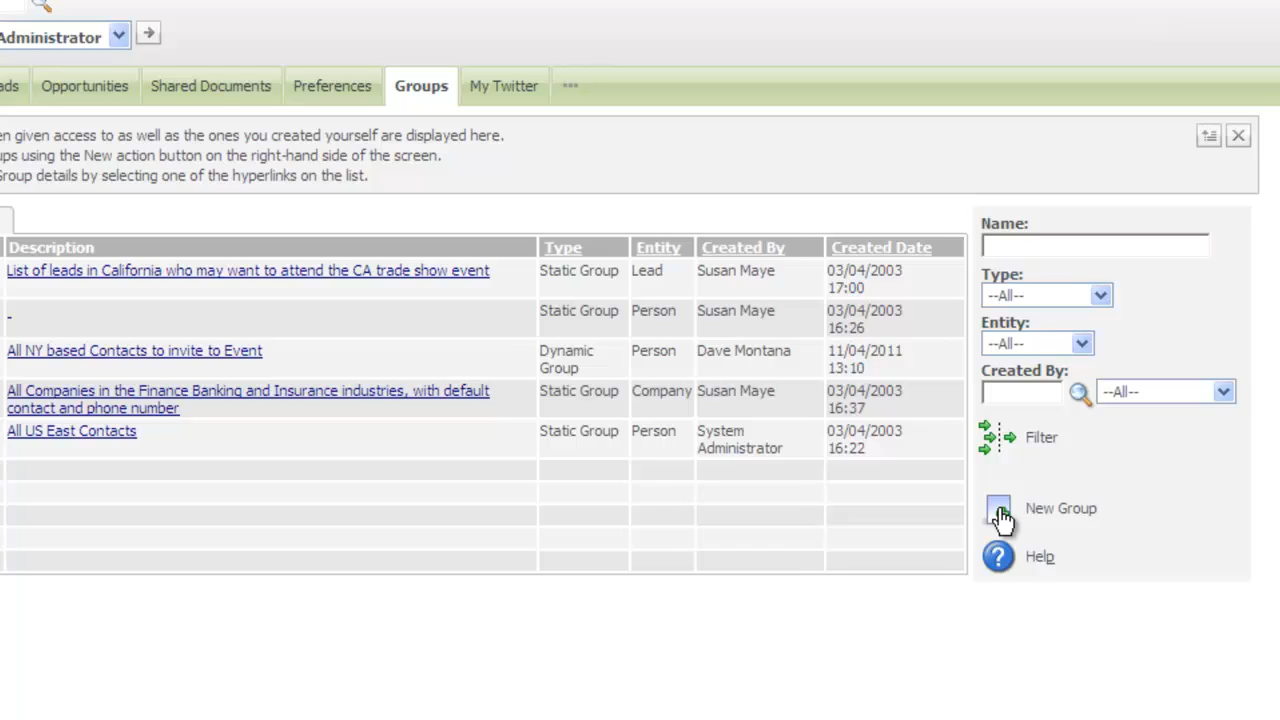 Administrator
ads Opportunities Shared Documents Preferences Groups My Twitter
en given access to as well as the ones you created yourself are displayed here.
ups using the New action button on the right-hand side of the screen.
Group details by selecting one of the hyperlinks on the list.
Description Type Entity Created By Created Date
List of leads in California who may want to attend the CA trade show event Static Group Lead Susan Maye 03/04/2003
17:00
- Static Group Person Susan Maye 03/04/2003
16:26
All NY based Contacts to invite to Event Dynamic Person Dave Montana 11/04/2011
Group 13:10
All Companies in the Finance Banking and Insurance industries, with default Static Group Company Susan Maye 03/04/2003
contact and phone number 16:37
All US East Contacts Static Group Person System 03/04/2003
Administrator 16:22
Name:
Type:
--All--
Entity:
--All--
Created By:
--All--
Filter
New Group
? Help